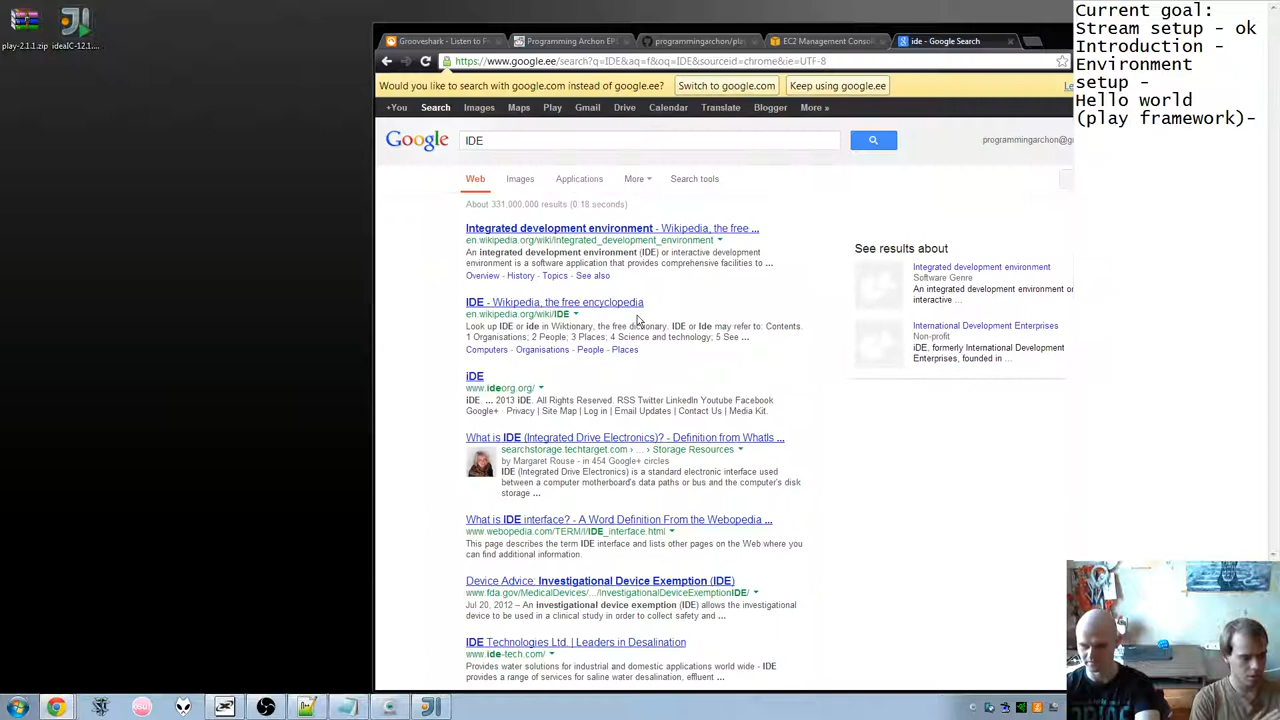 play-2.1.1.zip
ideaIC-12.1....
Grooveshark - Listen to F
Programming Archon EP
programmingarchon/pla
EC2 Management Conso
ide - Google Search
https://www.google.ee/search?q=IDE&aq=f&oq=IDE&sourceid=chrome&ie=UTF-8
Would you like to search with google.com instead of google.ee?
Switch to google.com
Keep using google.ee
Le
+You Search Images Maps Play Gmail Drive Calendar Translate Blogger More »
Google
IDE
programmingarchon@g
Web Images Applications More Search tools
About 331,000,000 results (0.18 seconds)
Integrated development environment - Wikipedia, the free ...
en.wikipedia.org/wiki/Integrated_development_environment
An integrated development environment (IDE) or interactive development
environment is a software application that provides comprehensive facilities to ...
Overview - History - Topics - See also
IDE - Wikipedia, the free encyclopedia
en.wikipedia.org/wiki/IDE
Look up IDE or ide in Wiktionary, the free dictionary. IDE or Ide may refer to: Contents.
1 Organisations; 2 People; 3 Places; 4 Science and technology; 5 See ...
Computers - Organisations - People - Places
iDE
www.ideorg.org/
iDE. ... 2013 iDE. All Rights Reserved. RSS Twitter LinkedIn Youtube Facebook
Google+ · Privacy | Site Map | Log in | Email Updates | Contact Us | Media Kit.
What is IDE (Integrated Drive Electronics)? - Definition from WhatIs ...
searchstorage.techtarget.com › ... › Storage Resources
by Margaret Rouse - in 454 Google+ circles
IDE (Integrated Drive Electronics) is a standard electronic interface used
between a computer motherboard's data paths or bus and the computer's disk
storage ...
What is IDE interface? - A Word Definition From the Webopedia ...
www.webopedia.com/TERM/I/IDE_interface.html
This page describes the term IDE interface and lists other pages on the Web where you
can find additional information.
Device Advice: Investigational Device Exemption (IDE)
www.fda.gov/MedicalDevices/.../InvestigationalDeviceExemptionIDE/
Jul 20, 2012 – An investigational device exemption (IDE) allows the investigational
device to be used in a clinical study in order to collect safety and ...
IDE Technologies Ltd. | Leaders in Desalination
www.ide-tech.com/
Provides water solutions for industrial and domestic applications world wide - IDE
provides a range of services for saline water desalination, effluent ...
See results about
Integrated development environment
Software Genre
An integrated development environment or
interactive ...
International Development Enterprises
Non-profit
iDE, formerly International Development
Enterprises, founded in ...
Current goal:
Stream setup - ok
Introduction -
Environment
setup -
Hello world
(play framework)-